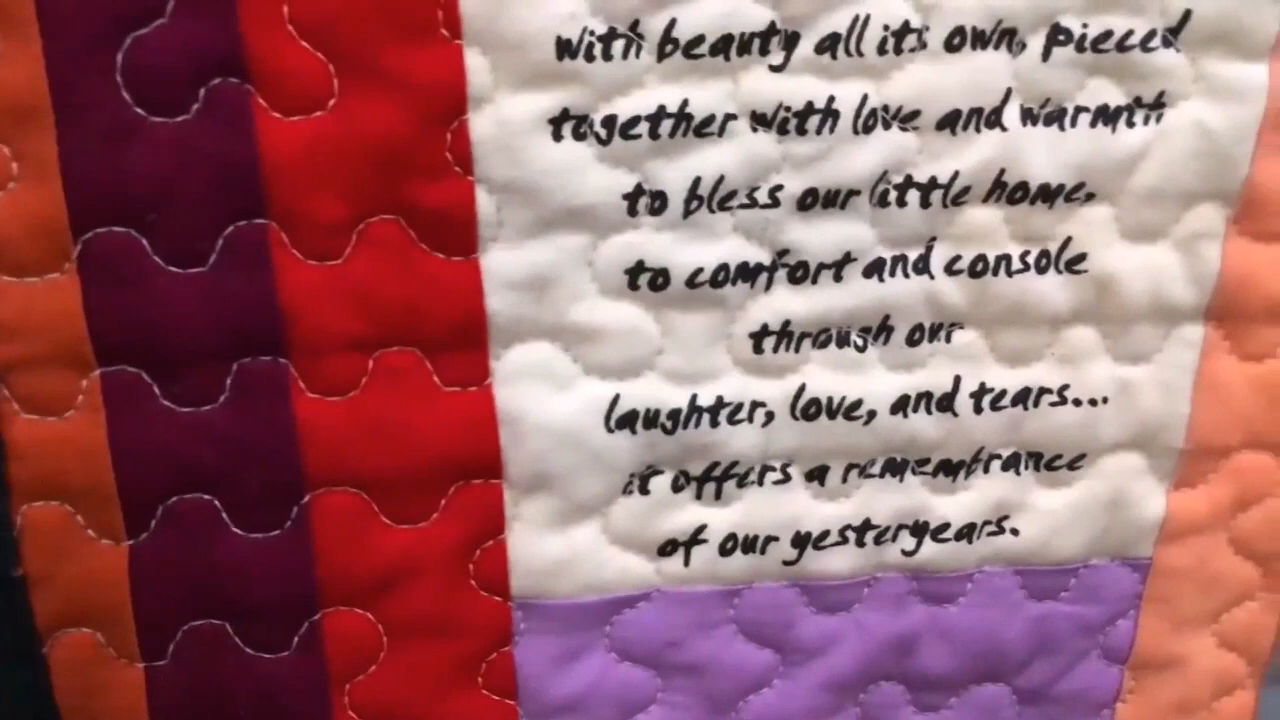 with beauty all its own, pieced
together with love and warmth
to bless our little home,
to comfort and console
through our
laughter, love, and tears...
it offers a remembrance
of our yesteryears.